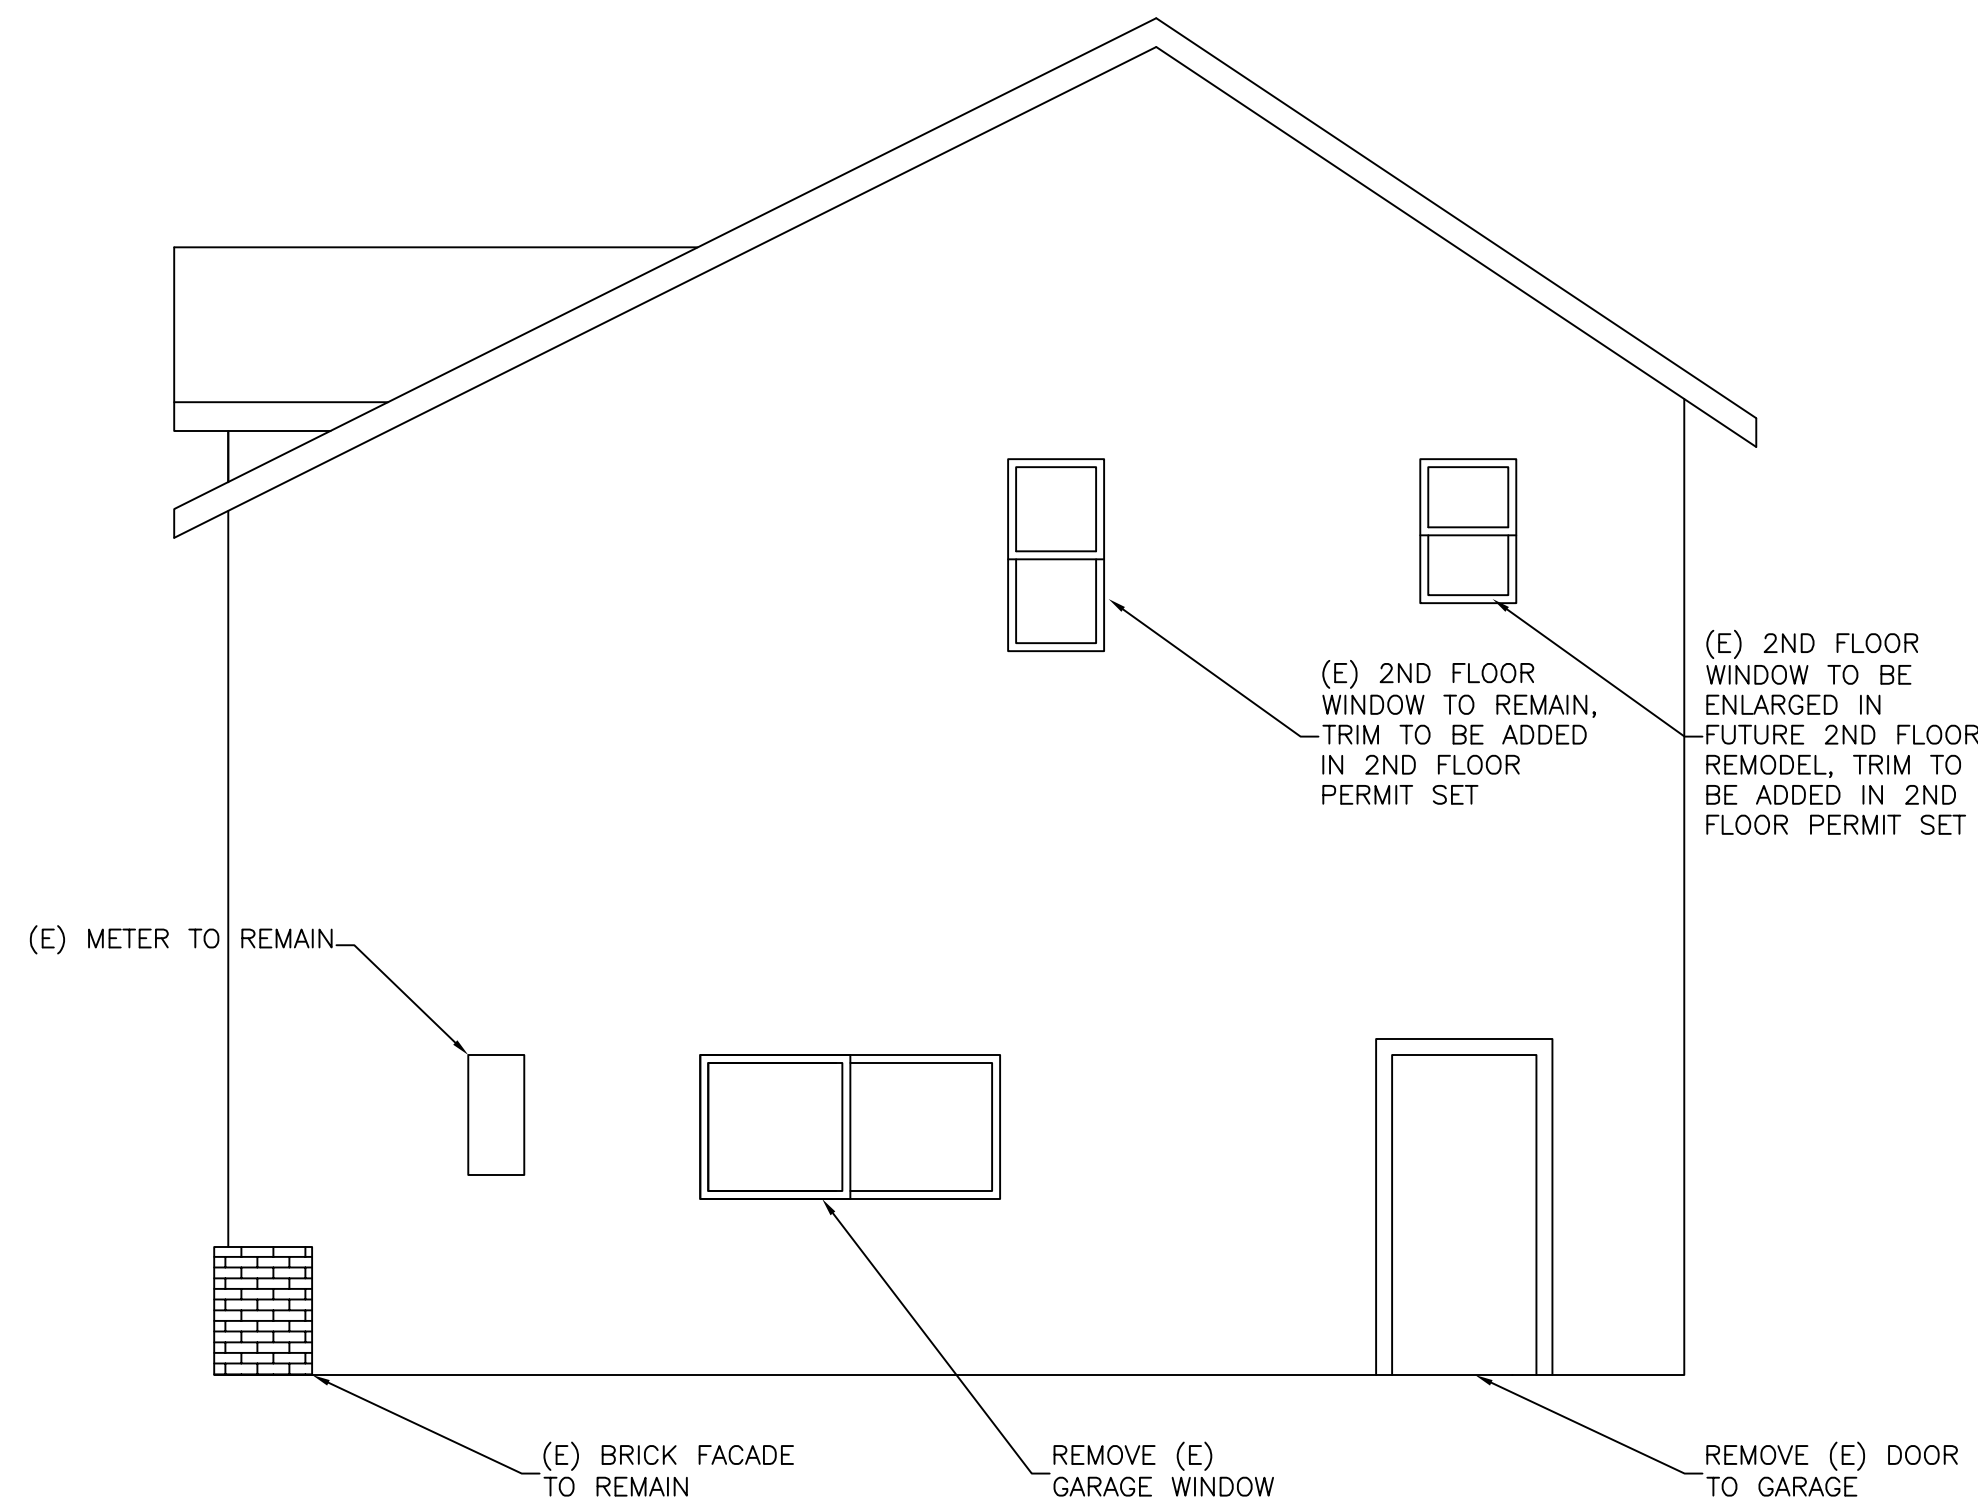 (E) 2ND FLOOR
WINDOW TO REMAIN,
TRIM TO BE ADDED
IN 2ND FLOOR
PERMIT SET
(E) 2ND FLOOR
WINDOW TO BE
ENLARGED IN
FUTURE 2ND FLOOR
REMODEL, TRIM TO
BE ADDED IN 2ND
FLOOR PERMIT SET
(E) METER TO REMAIN
(E) BRICK FACADE
TO REMAIN
REMOVE (E)
GARAGE WINDOW
REMOVE (E) DOOR
TO GARAGE